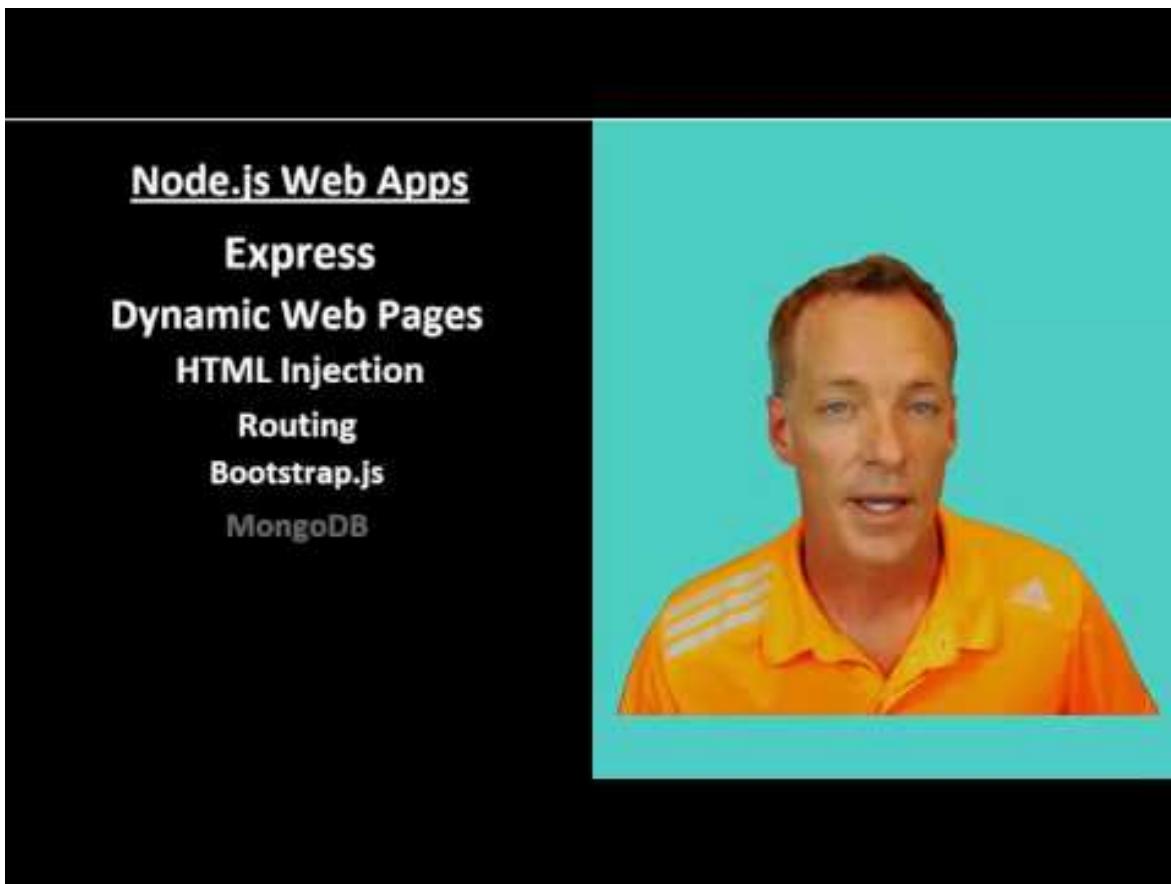 Node.js Web Apps
Express
Dynamic Web Pages
HTML Injection
Routing
Bootstrap.js
MongoDB